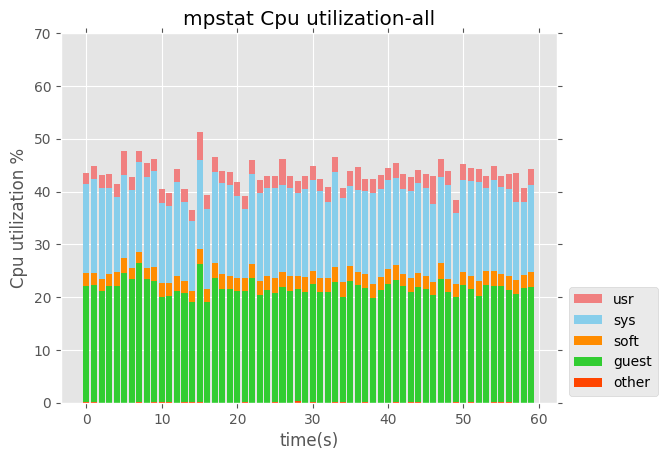 mpstat Cpu utilization-all
70
60
50
40
30
20
10
0
Cpu utilization %
0 10 20 30 40 50 60
time(s)
usr
sys
soft
guest
other